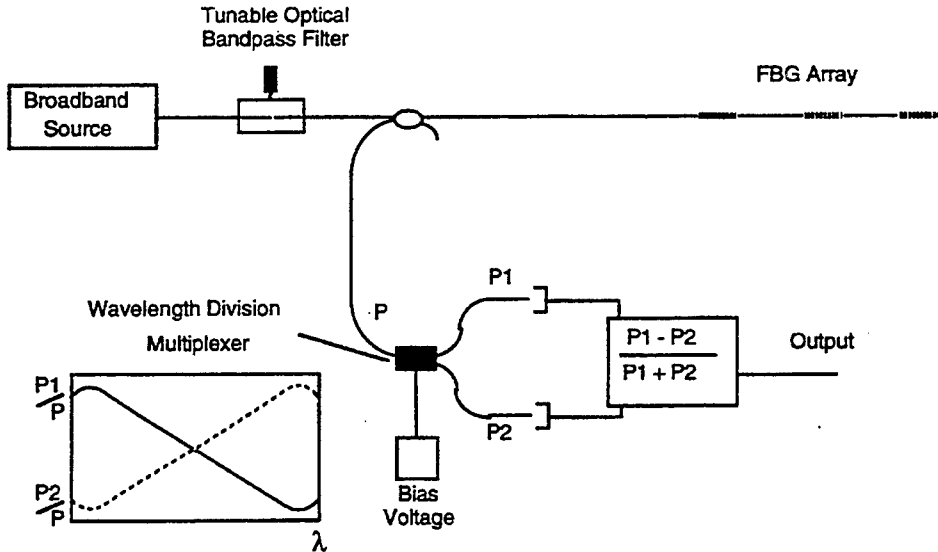 Tunable Optical
Bandpass Filter
FBG Array
Broadband
Source
P1
Wavelength Division
Multiplexer
P
P1 - P2
P1 + P2
Output
P1
P
P2
P2
P
Bias
Voltage
λ